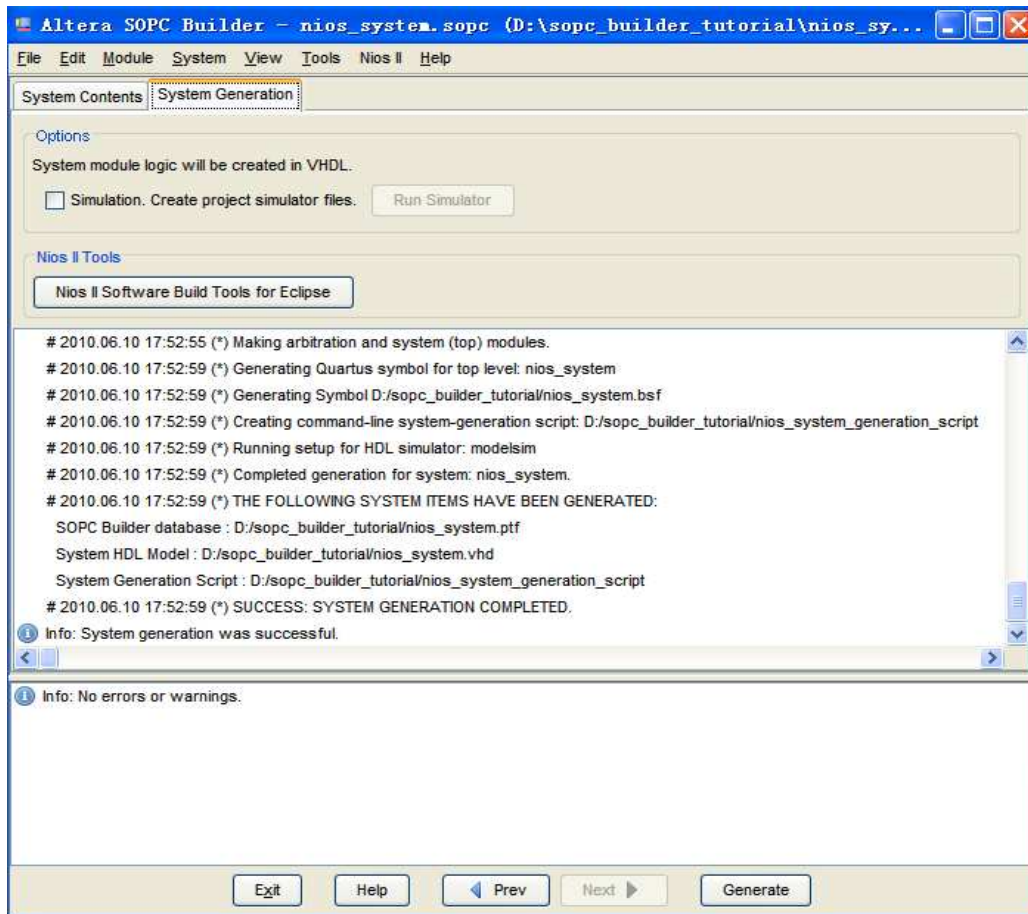 Altera SOPC Builder - nios_system.sopc (D:\sopc_builder_tutorial\nios_sy...
File Edit Module System View Tools Nios II Help
System Contents System Generation
Options
System module logic will be created in VHDL.
Simulation. Create project simulator files. Run Simulator
Nios II Tools
Nios II Software Build Tools for Eclipse
# 2010.06.10 17:52:55 (*) Making arbitration and system (top) modules.
# 2010.06.10 17:52:59 (*) Generating Quartus symbol for top level: nios_system
# 2010.06.10 17:52:59 (*) Generating Symbol D:/sopc_builder_tutorial/nios_system.bsf
# 2010.06.10 17:52:59 (*) Creating command-line system-generation script: D:/sopc_builder_tutorial/nios_system_generation_script
# 2010.06.10 17:52:59 (*) Running setup for HDL simulator: modelsim
# 2010.06.10 17:52:59 (*) Completed generation for system: nios_system.
# 2010.06.10 17:52:59 (*) THE FOLLOWING SYSTEM ITEMS HAVE BEEN GENERATED:
SOPC Builder database : D:/sopc_builder_tutorial/nios_system.ptf
System HDL Model : D:/sopc_builder_tutorial/nios_system.vhd
System Generation Script : D:/sopc_builder_tutorial/nios_system_generation_script
# 2010.06.10 17:52:59 (*) SUCCESS: SYSTEM GENERATION COMPLETED.
Info: System generation was successful.
Info: No errors or warnings.
Exit Help Prev Next Generate